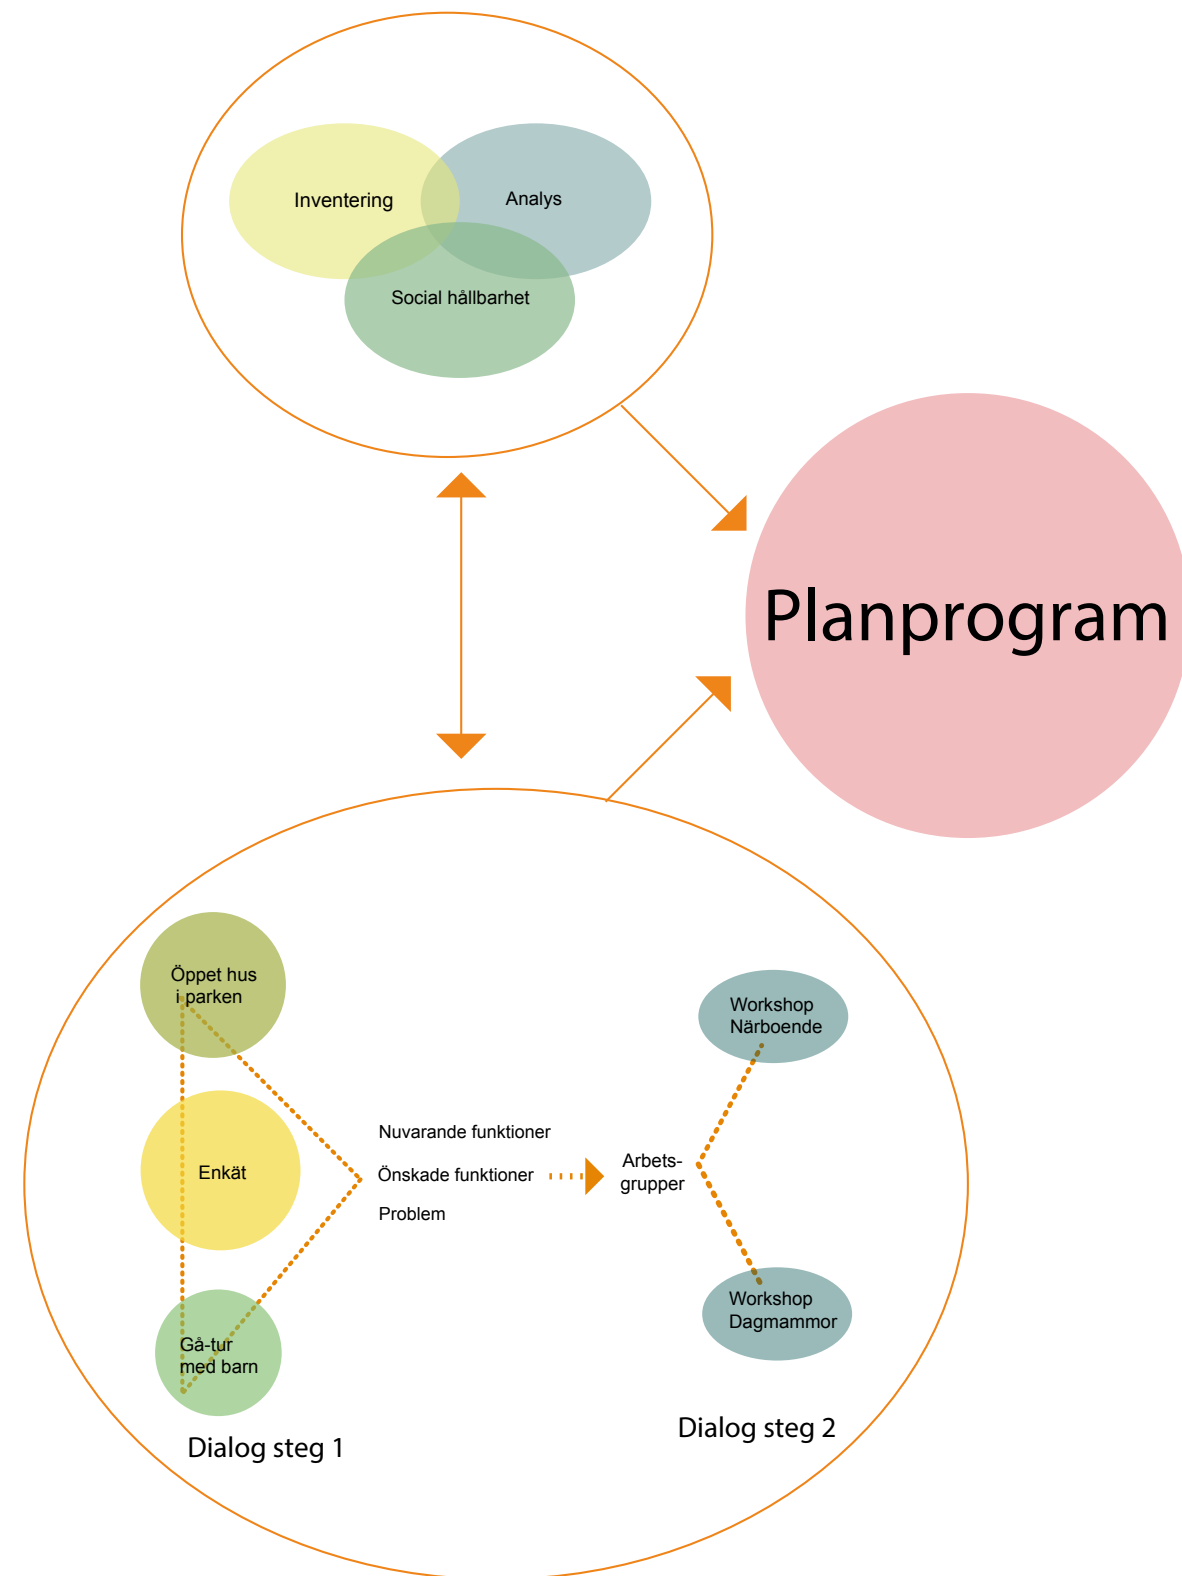 Inventering
Analys
Social hållbarhet
Planprogram
Öppet hus
i parken
Enkät
Gå-tur
med barn
Nuvarande funktioner
Önskade funktioner
Problem
Arbets-
grupper
Workshop
Närboende
Workshop
Dagmammor
Dialog steg 1
Dialog steg 2